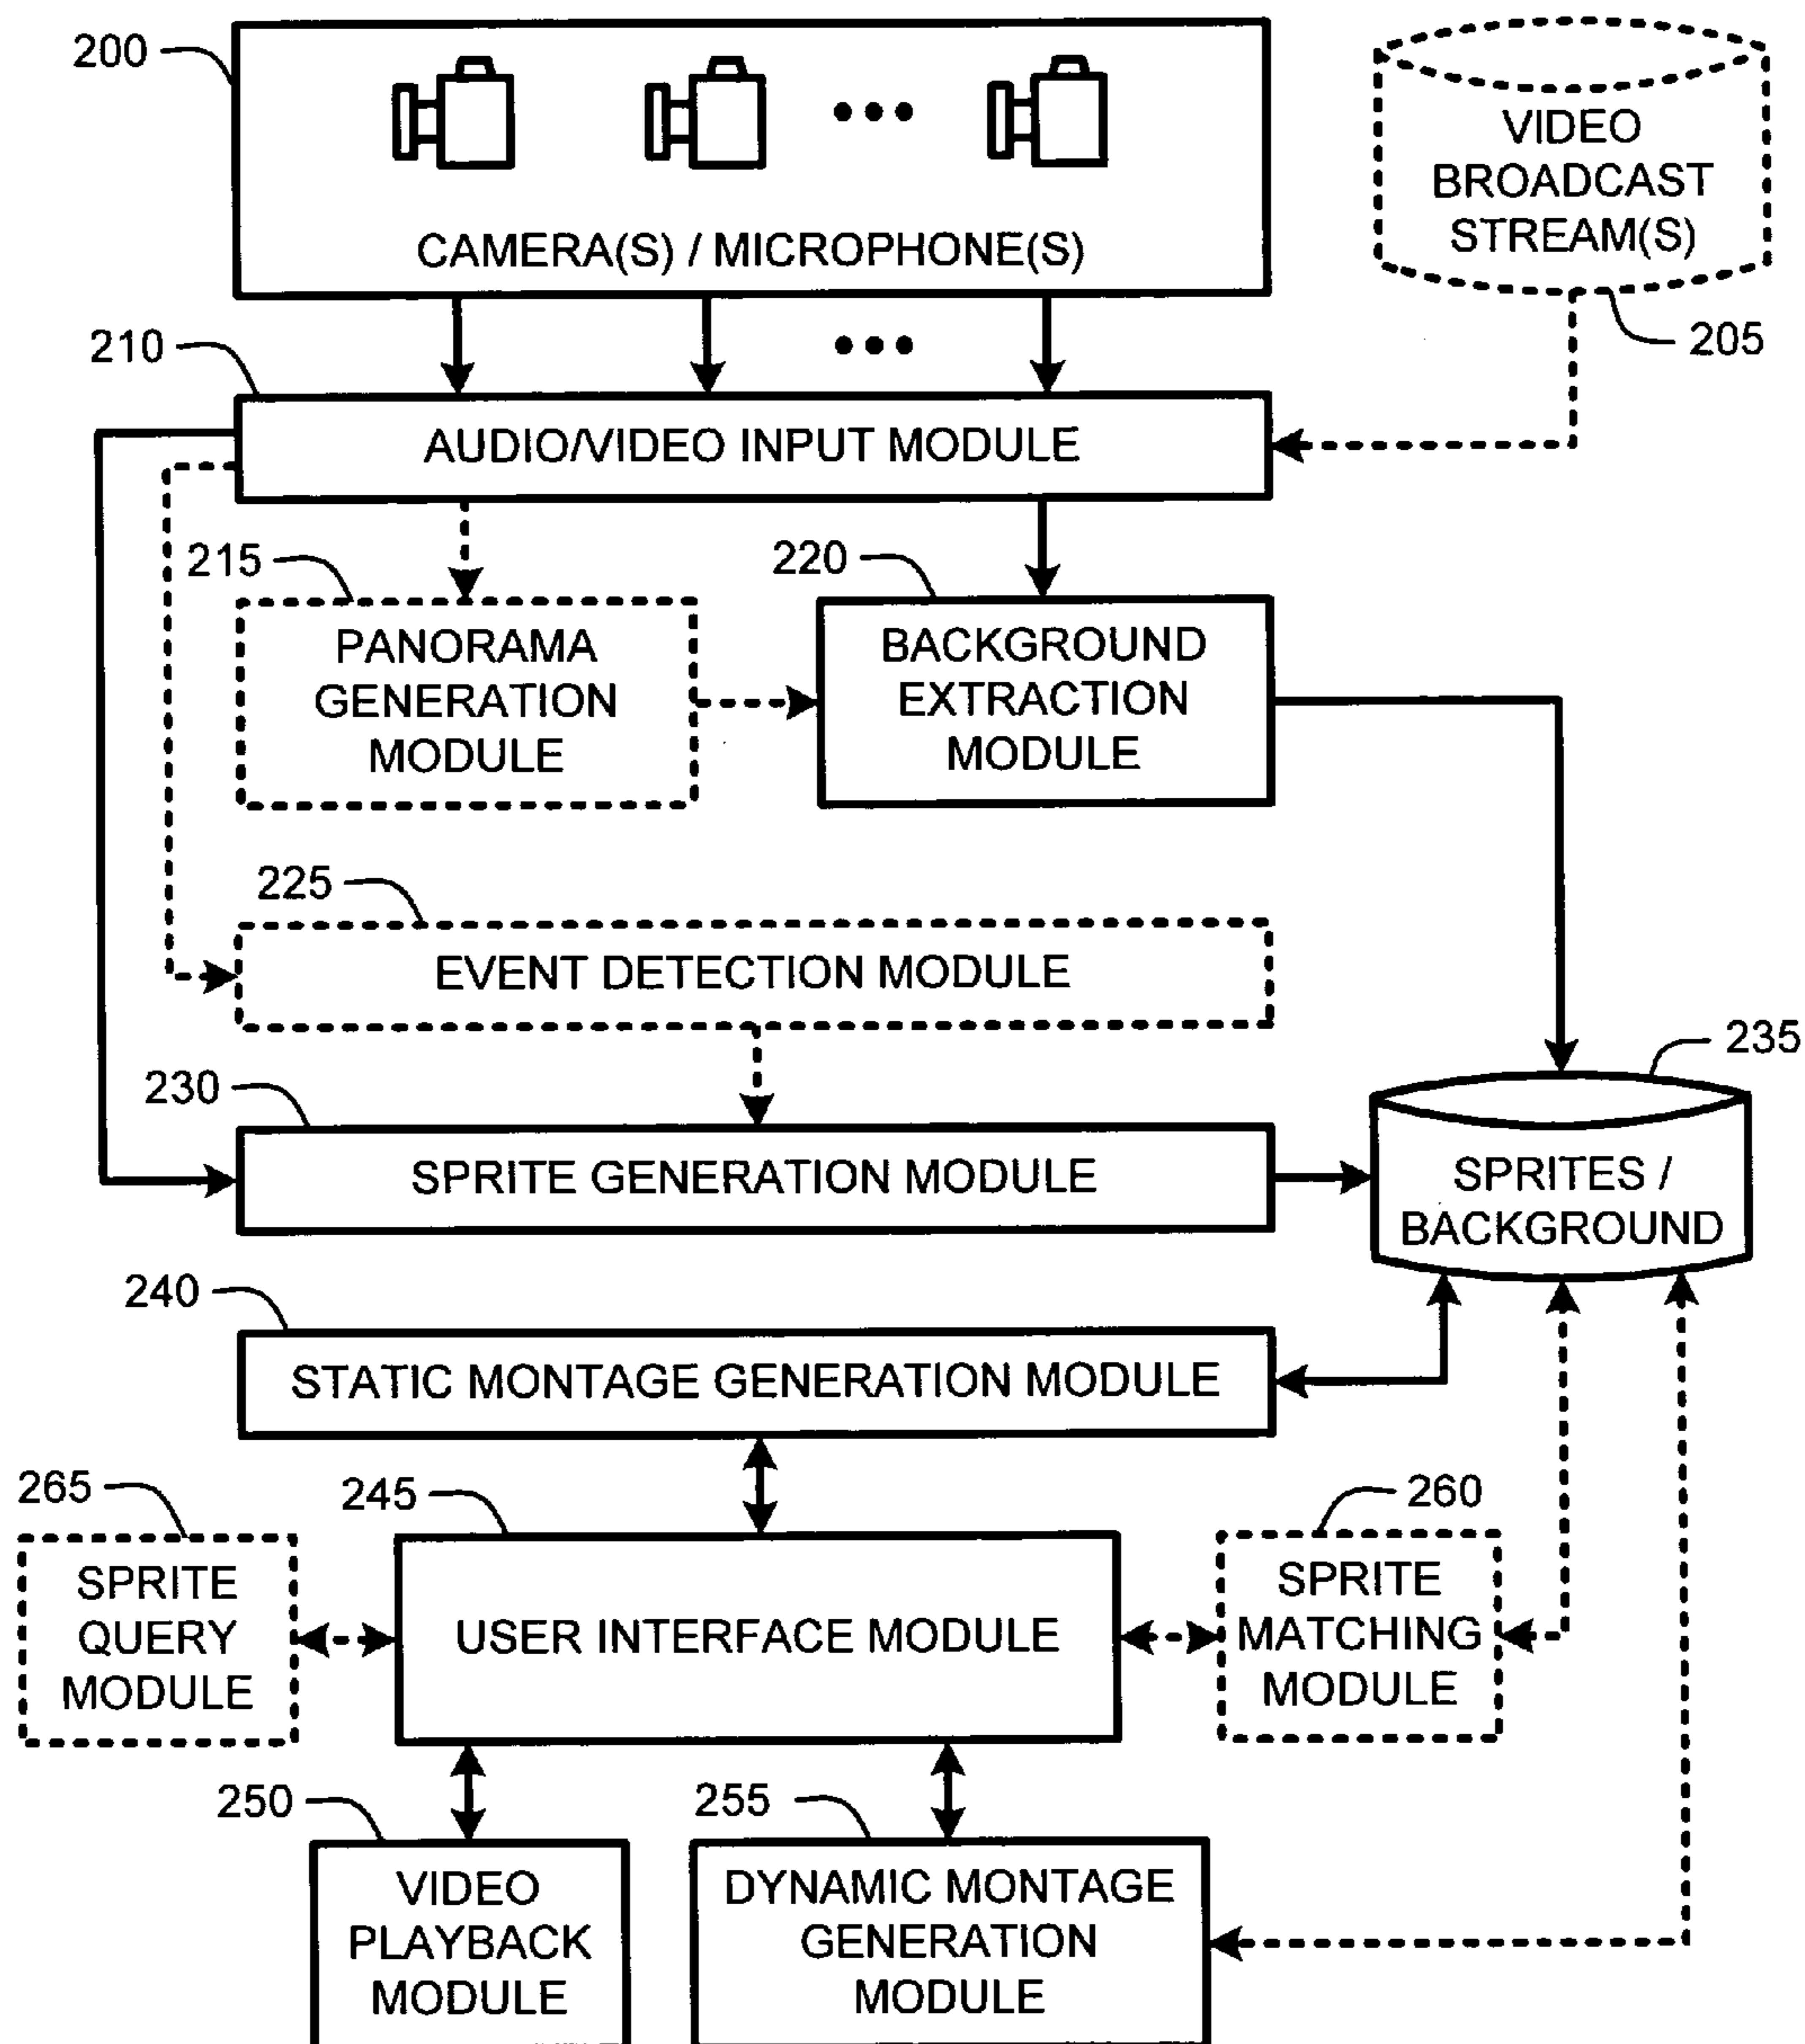 200
CAMERA(S) / MICROPHONE(S)
VIDEO
BROADCAST
STREAM(S)
205
210
AUDIO/VIDEO INPUT MODULE
215
PANORAMA
GENERATION
MODULE
220
BACKGROUND
EXTRACTION
MODULE
225
EVENT DETECTION MODULE
230
SPRITE GENERATION MODULE
235
SPRITES /
BACKGROUND
240
STATIC MONTAGE GENERATION MODULE
265
SPRITE
QUERY
MODULE
245
USER INTERFACE MODULE
260
SPRITE
MATCHING
MODULE
250
VIDEO
PLAYBACK
MODULE
255
DYNAMIC MONTAGE
GENERATION
MODULE